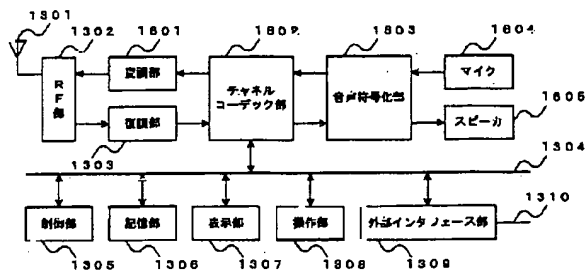 1301
1302
1601
1602
1603
1604
RF部
変調部
チャネル
コーデック部
音声符号化部
マイク
1605
復調部
スピーカ
1303
1304
制御部
記憶部
表示部
操作部
外部インタフェース部
1310
1305
1306
1307
1608
1309